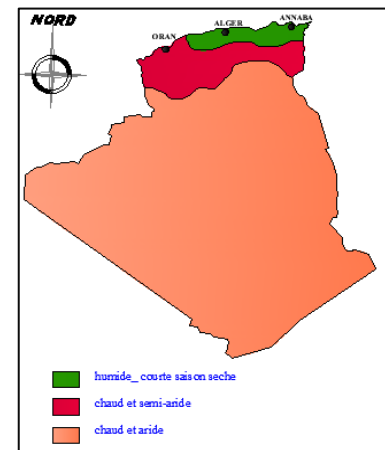 NORD
ALGER
ANNABA
ORAN
humide_ courte saison seche
chaud et semi-aride
chaud et aride